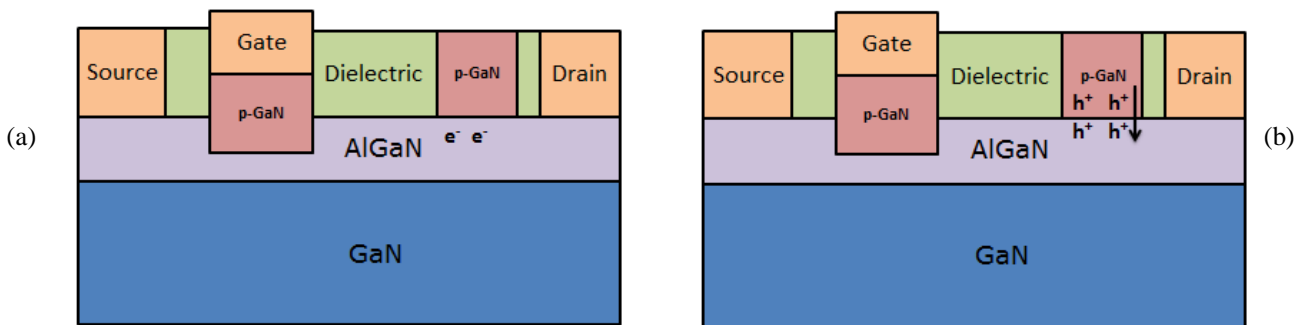 (a)
Gate
Source
Dielectric
p-GaN
Drain
p-GaN
e- e-
AlGaN
GaN
Gate
Source
Dielectric
p-GaN
Drain
h+ h+
p-GaN
h+ h+
AlGaN
GaN
(b)